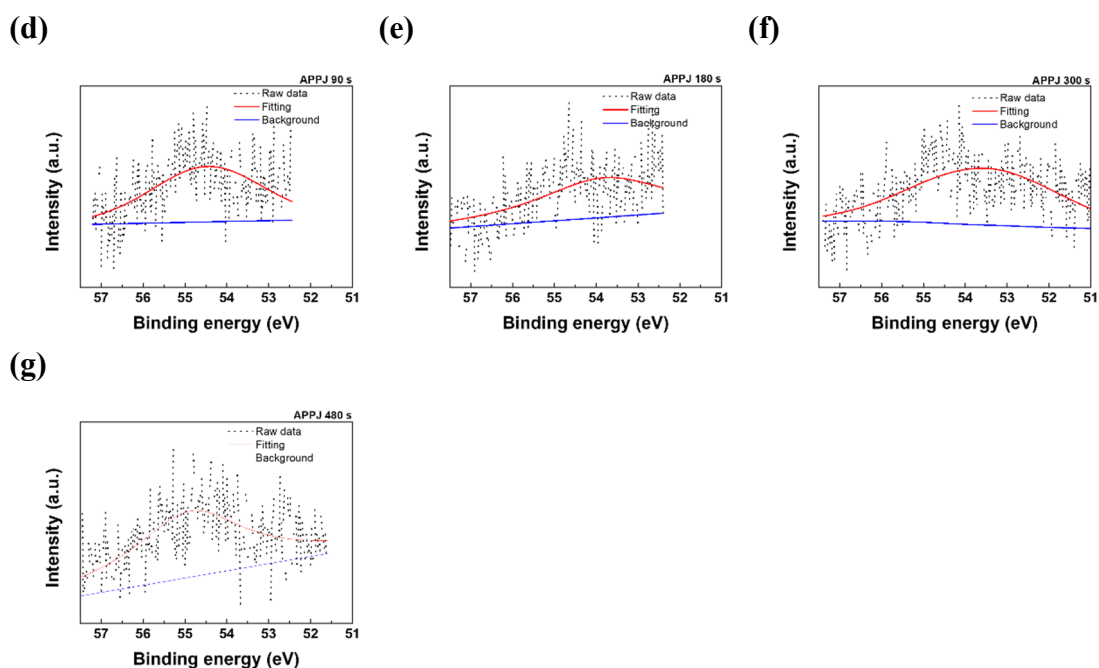 (d)
APPJ 90 s
Raw data
Fitting
Background
Intensity (a.u.)
57 56 55 54 53 52 51
Binding energy (eV)
(e)
APPJ 180 s
Raw data
Fitting
Background
Intensity (a.u.)
57 56 55 54 53 52 51
Binding energy (eV)
(f)
APPJ 300 s
Raw data
Fitting
Background
Intensity (a.u.)
57 56 55 54 53 52 51
Binding energy (eV)
(g)
APPJ 480 s
Raw data
Fitting
Background
Intensity (a.u.)
57 56 55 54 53 52 51
Binding energy (eV)